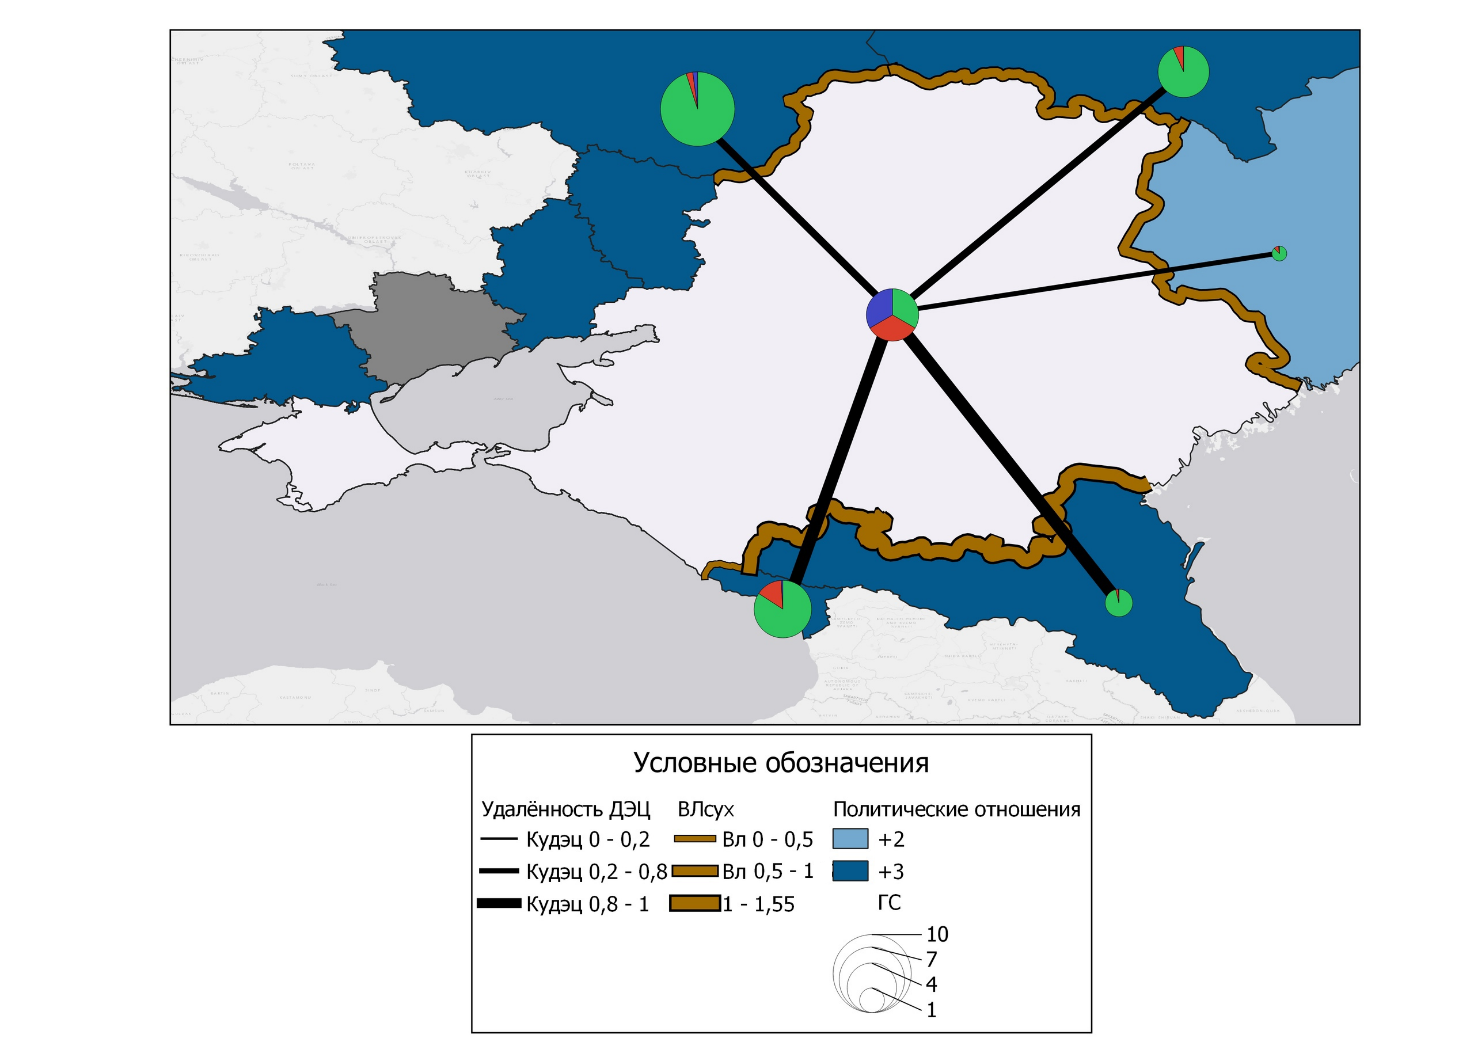 Условные обозначения
Удалённость ДЭЦ
Кудэц 0 - 0,2
Кудэц 0,2 - 0,8
Кудэц 0,8 - 1
ВЛсух
Вл 0 - 0,5
Вл 0,5 - 1
1 - 1,55
Политические отношения
+2
+3
ГС
10
7
4
1